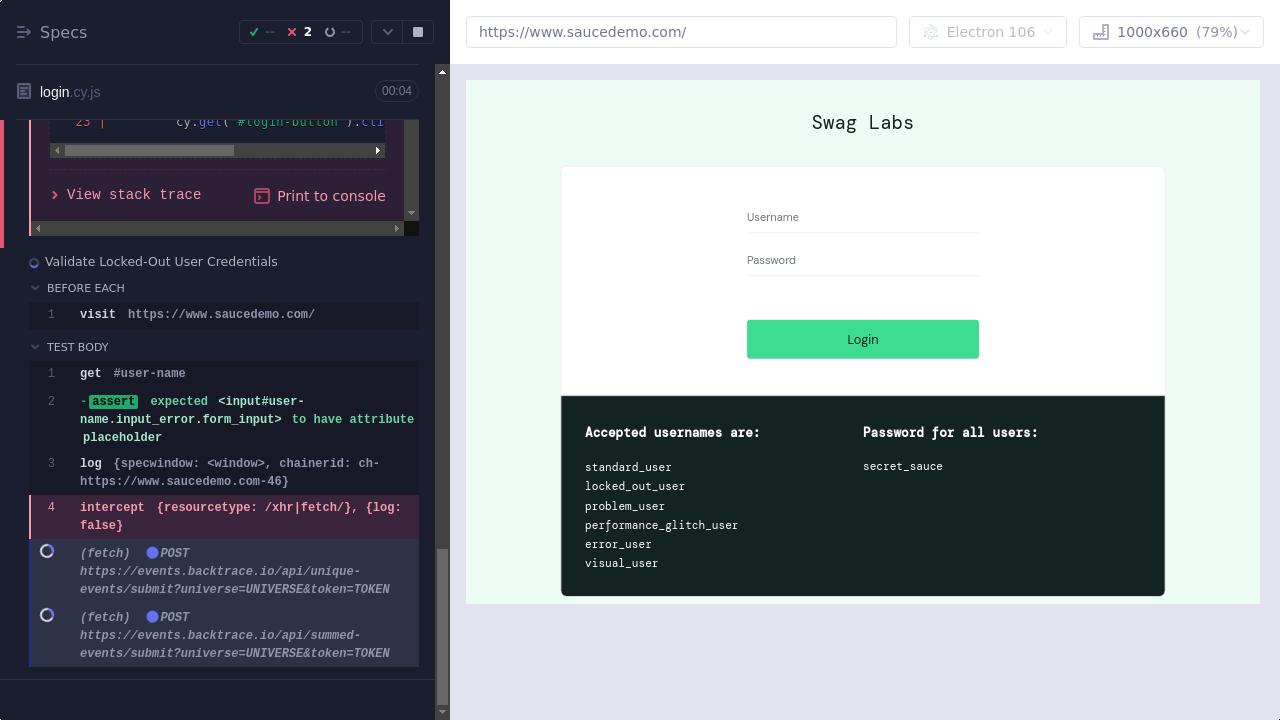 Specs
--
2
--
https://www.saucedemo.com/
Electron 106
1000x660 (79%)
login.cy.js
00:04
23 | cy.get('#login-button').cli
View stack trace
Print to console
Validate Locked-Out User Credentials
BEFORE EACH
1 visit https://www.saucedemo.com/
TEST BODY
1 get #user-name
2 -assert expected <input#user-
name.input_error.form_input> to have attribute
placeholder
3 log {specwindow: <window>, chainerid: ch-
https://www.saucedemo.com-46}
4 intercept {resourcetype: /xhr|fetch/}, {log:
false}
(fetch) POST
https://events.backtrace.io/api/unique-
events/submit?universe=UNIVERSE&token=TOKEN
(fetch) POST
https://events.backtrace.io/api/summed-
events/submit?universe=UNIVERSE&token=TOKEN
Swag Labs
Username
Password
Login
Accepted usernames are:
standard_user
locked_out_user
problem_user
performance_glitch_user
error_user
visual_user
Password for all users:
secret_sauce